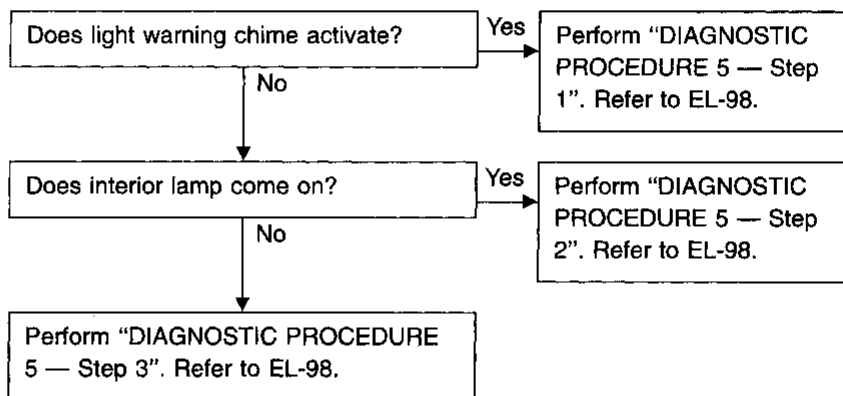 Does light warning chime activate?
Yes
Perform “DIAGNOSTIC
PROCEDURE 5 — Step
1”. Refer to EL-98.
No
Does interior lamp come on?
Yes
Perform “DIAGNOSTIC
PROCEDURE 5 — Step
2”. Refer to EL-98.
No
Perform “DIAGNOSTIC PROCEDURE
5 — Step 3”. Refer to EL-98.